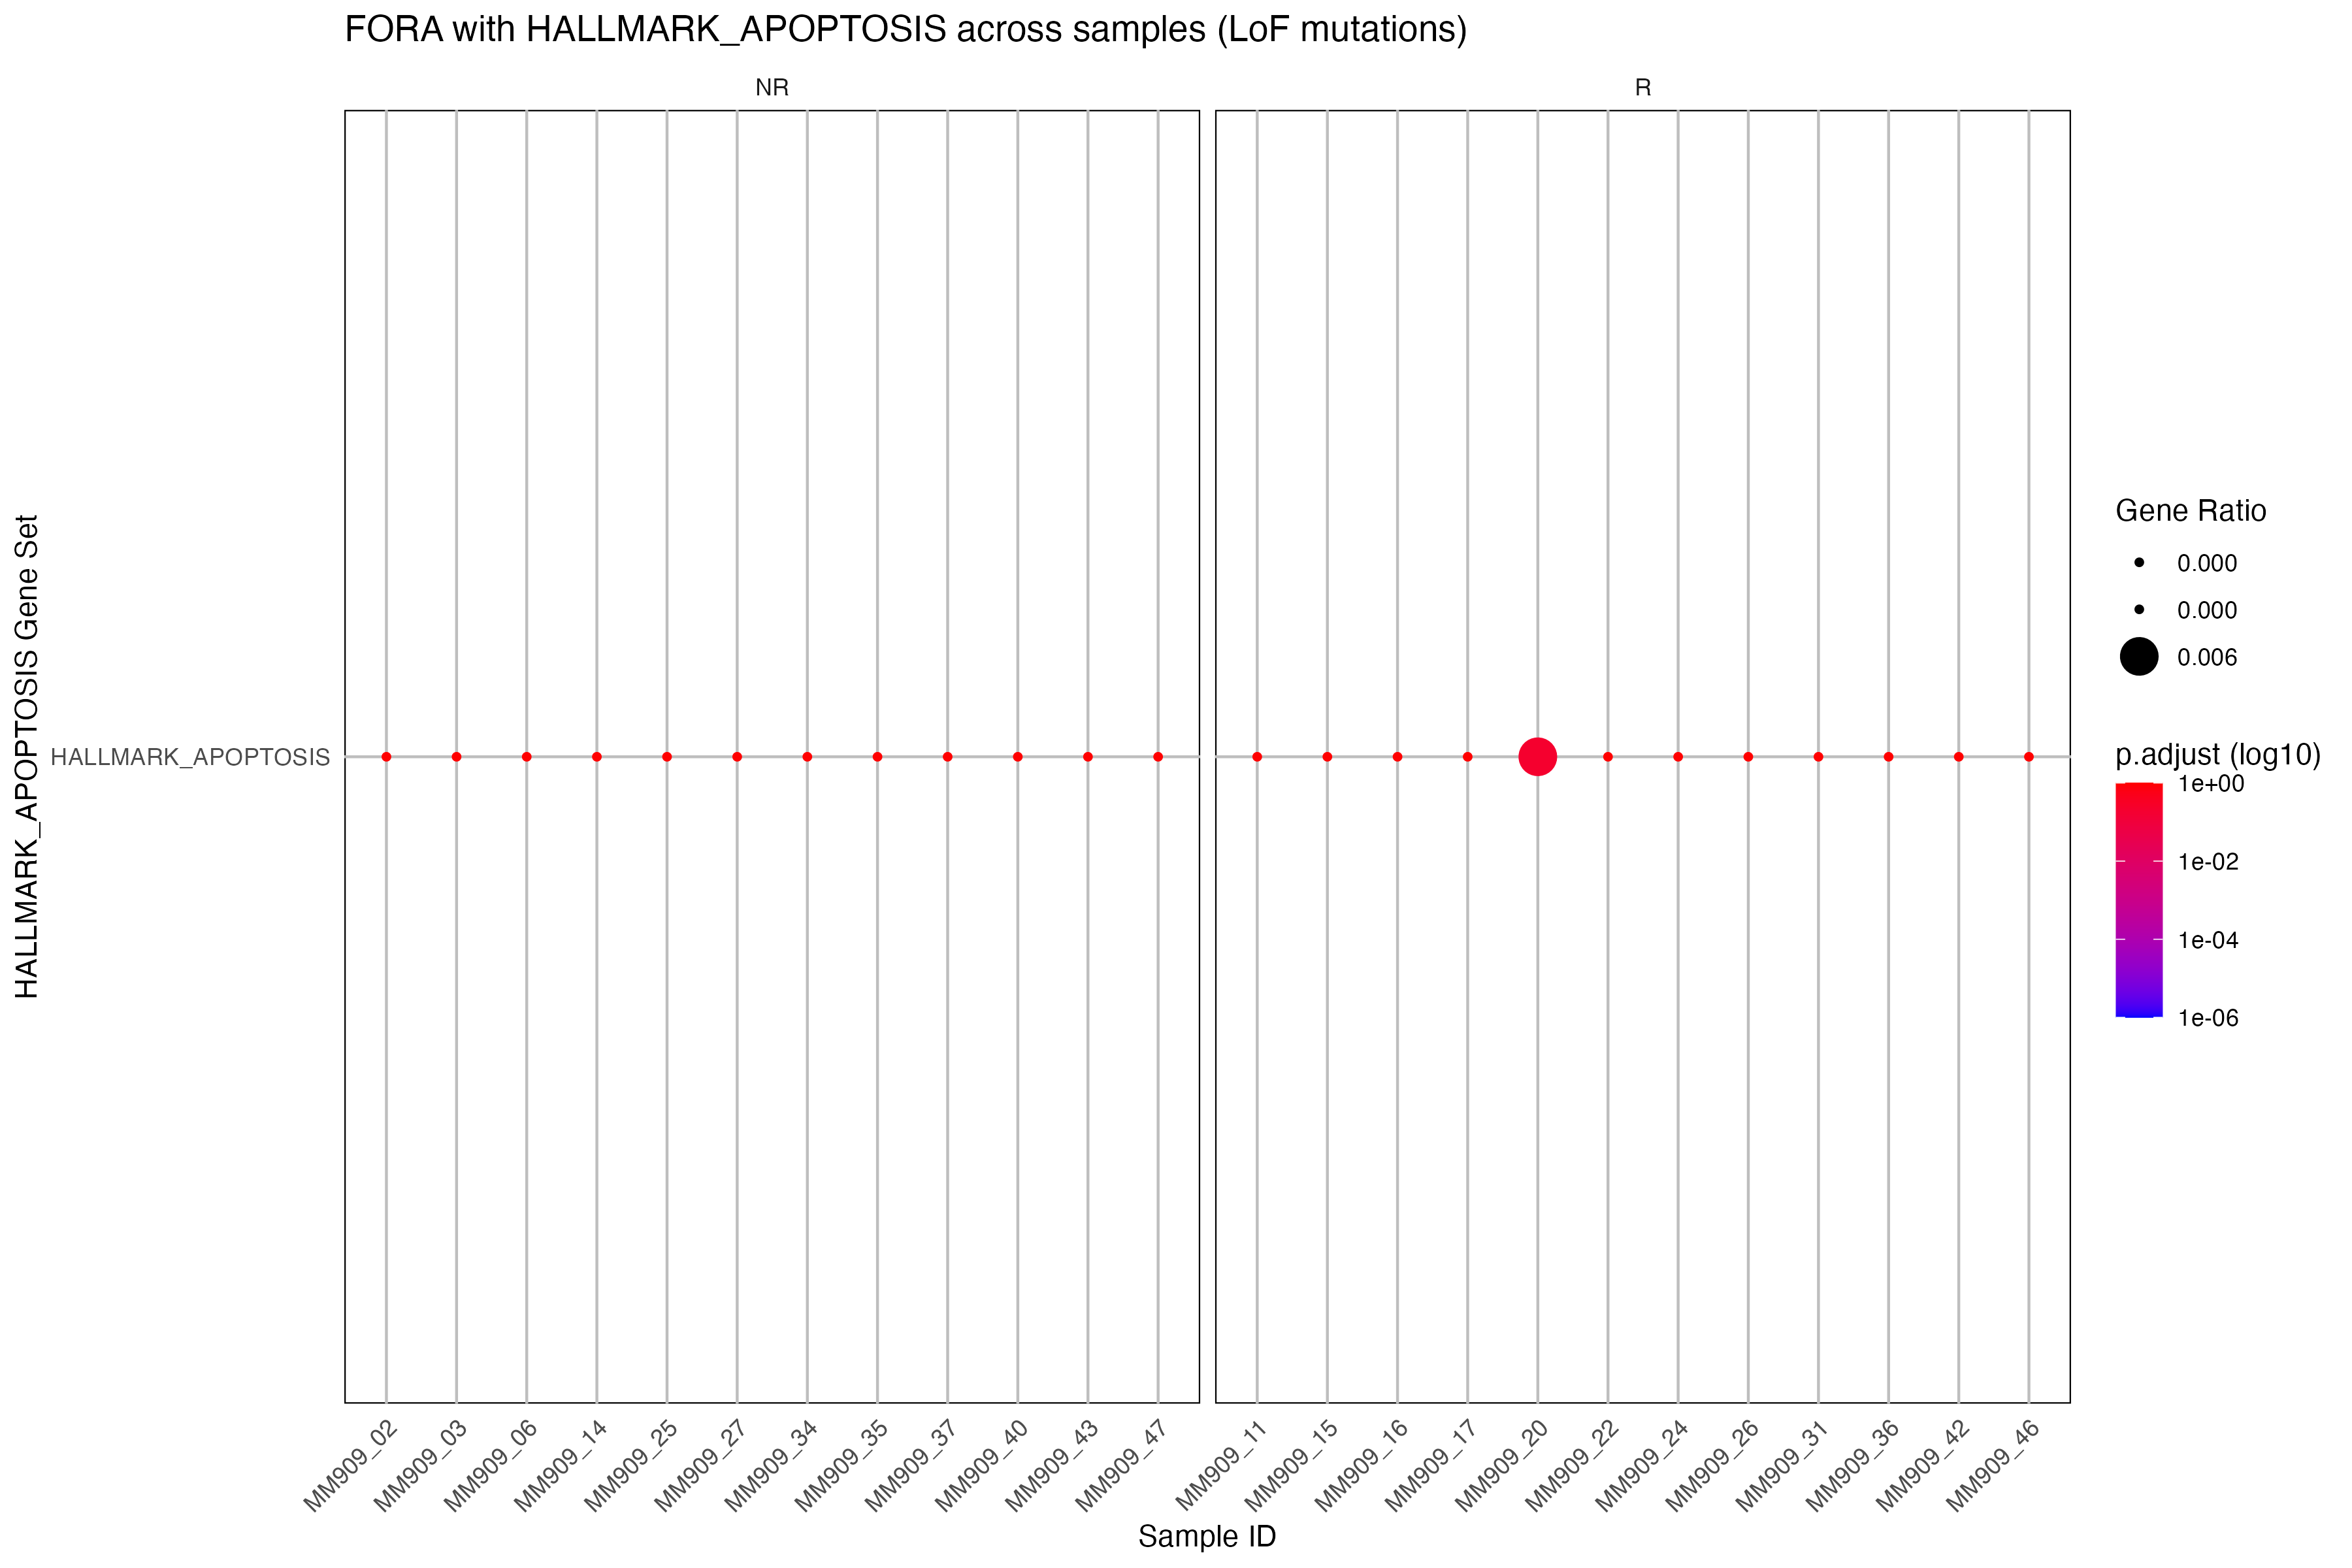 FORA with HALLMARK_APOPTOSIS across samples (LoF mutations)
NR
R
HALLMARK_APOPTOSIS Gene Set
HALLMARK_APOPTOSIS
Gene Ratio
0.000
0.000
0.006
p.adjust (log10)
1e+00
1e-02
1e-04
1e-06
MM909_02
MM909_03
MM909_06
MM909_14
MM909_25
MM909_27
MM909_34
MM909_35
MM909_37
MM909_40
MM909_43
MM909_47
MM909_11
MM909_15
MM909_16
MM909_17
MM909_20
MM909_22
MM909_24
MM909_26
MM909_31
MM909_36
MM909_42
MM909_46
Sample ID